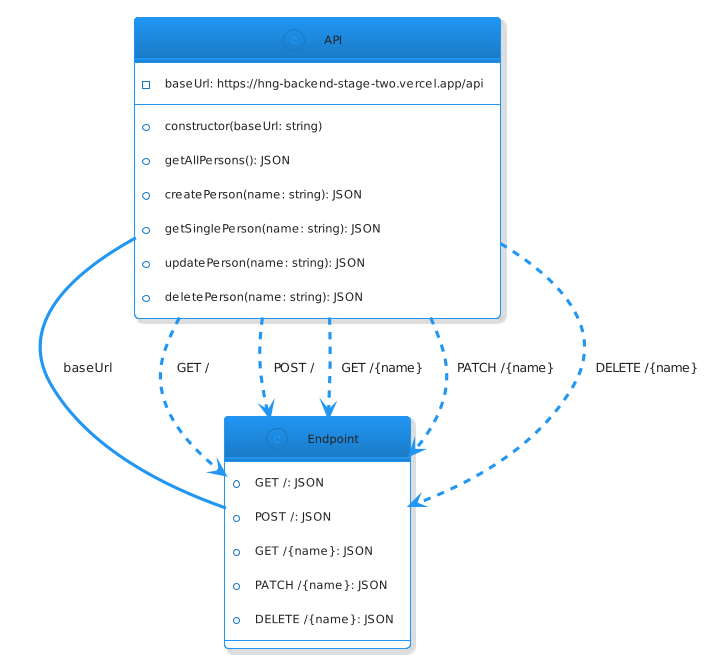 C API
baseUrl: https://hng-backend-stage-two.vercel.app/api
constructor(baseUrl: string)
getAllPersons(): JSON
createPerson(name: string): JSON
getSinglePerson(name: string): JSON
updatePerson(name: string): JSON
deletePerson(name: string): JSON
baseUrl
GET /
POST /
GET /{name}
PATCH /{name}
DELETE /{name}
C Endpoint
GET /: JSON
POST /: JSON
GET /{name}: JSON
PATCH /{name}: JSON
DELETE /{name}: JSON